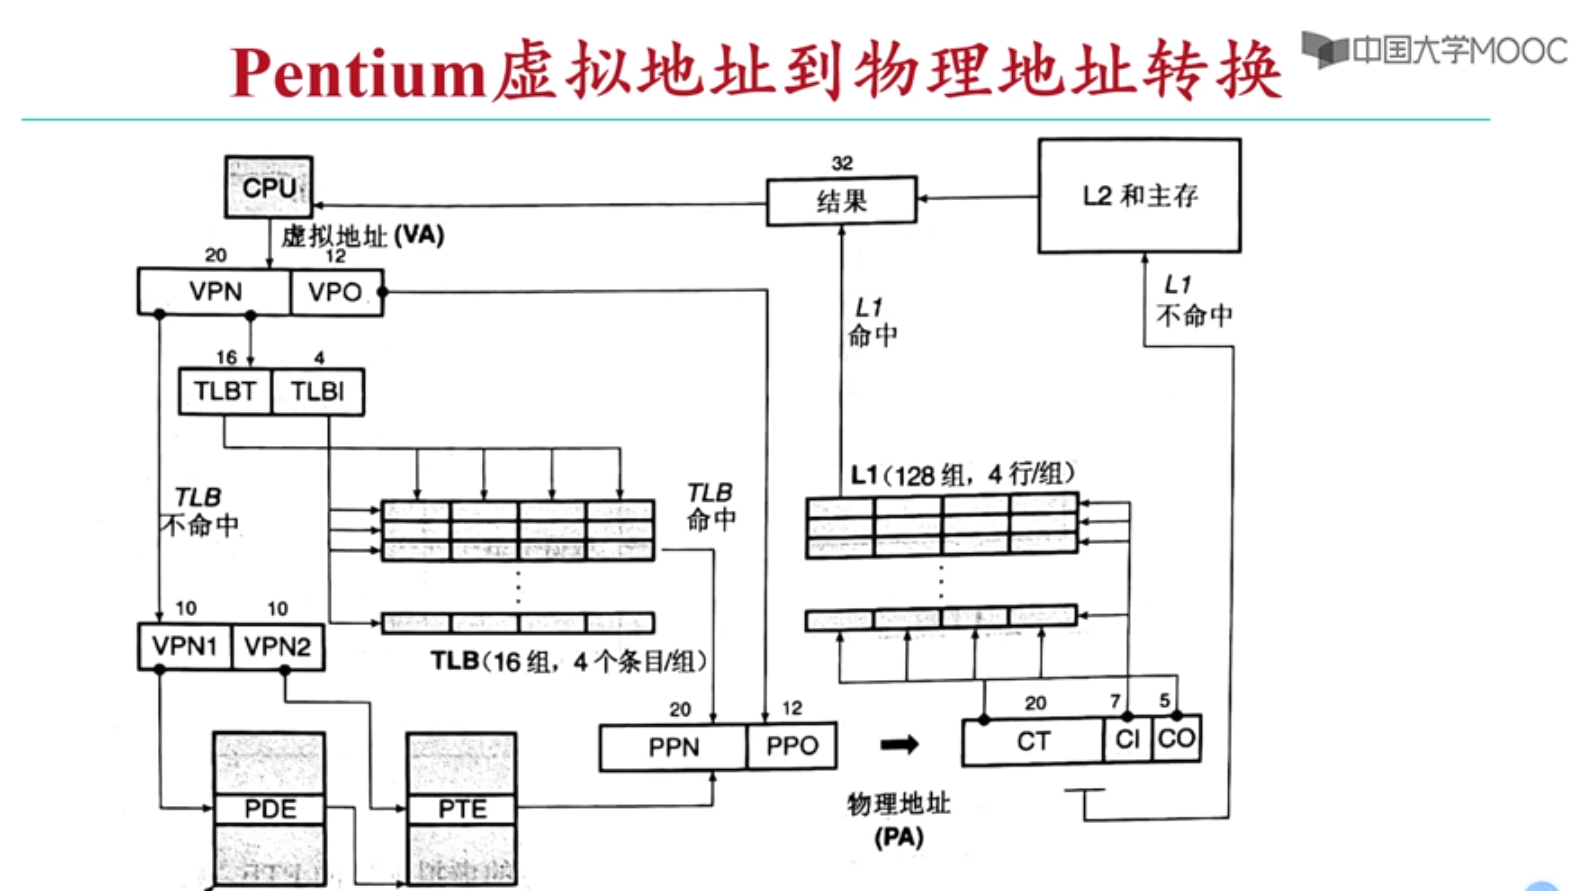 Pentium虚拟地址到物理地址转换
中国大学MOOC
CPU
32
结果
L2 和主存
虚拟地址 (VA)
20 12
VPN VPO
L1
命中
L1
不命中
16 4
TLBT TLBI
TLB
不命中
TLB
命中
L1（128 组，4 行/组）
10 10
VPN1 VPN2
TLB（16 组，4 个条目/组）
20 12
PPN PPO
20 7 5
CT CI CO
PDE
PTE
物理地址
(PA)